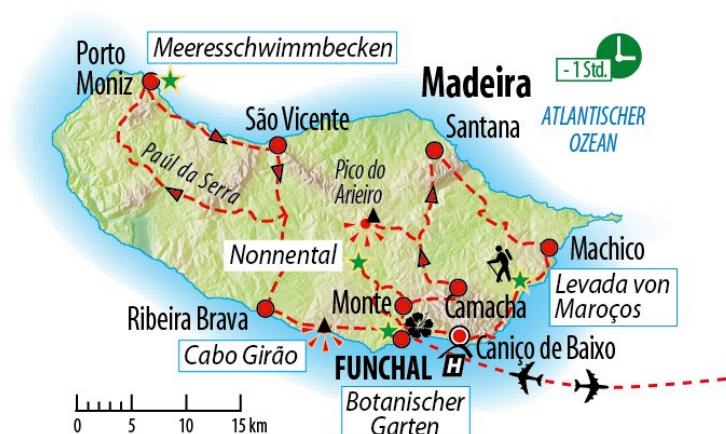 Meeresschwimmbecken
Porto
Moniz
- 1 Std.
Madeira
ATLANTISCHER
OZEAN
São Vicente
Santana
Paúl da Serra
Pico do
Arieiro
Nonnental
Machico
Levada von
Maroços
Monte
Camacha
Ribeira Brava
Cabo Girão
Caniço de Baixo
FUNCHAL
H
Botanischer
Garten
0 5 10 15 km